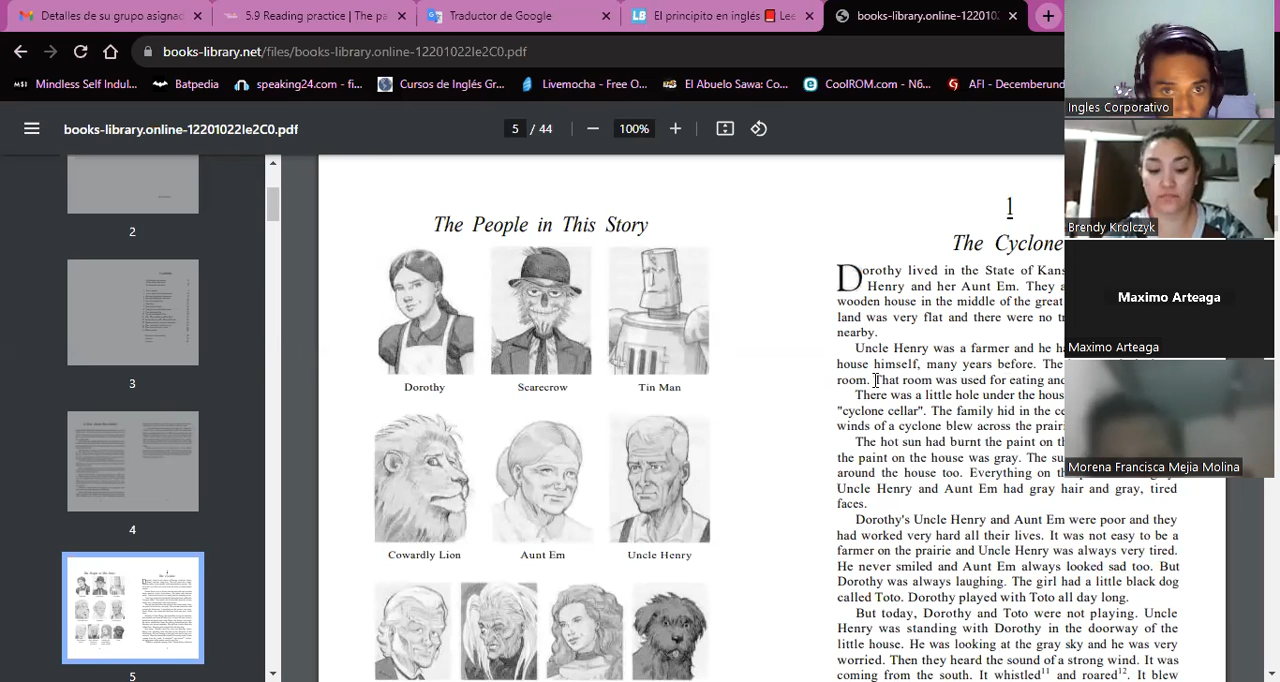 Detalles de su grupo asignac
5.9 Reading practice | The pa
Traductor de Google
El principito en inglés 📕 Lee
books-library.online-1220102
books-library.net/files/books-library.online-12201022Ie2C0.pdf
Mindless Self Indul...
Batpedia
speaking24.com - fi...
Cursos de Inglés Gr...
Livemocha - Free O...
El Abuelo Sawa: Co...
CoolROM.com - N6...
AFI - Decemberund
books-library.online-12201022Ie2C0.pdf
5 / 44
100%
2
3
4
5
The People in This Story
Dorothy
Scarecrow
Tin Man
Cowardly Lion
Aunt Em
Uncle Henry
1
The Cyclone
Dorothy lived in the State of Kans
Henry and her Aunt Em. They
wooden house in the middle of the great
land was very flat and there were no tr
nearby.
Uncle Henry was a farmer and he ha
house himself, many years before. The
room. That room was used for eating and
There was a little hole under the hous
"cyclone cellar". The family hid in the ce
winds of a cyclone blew across the prairi
The hot sun had burnt the paint on th
the paint on the house was gray. The su
around the house too. Everything on th
Uncle Henry and Aunt Em had gray hair and gray, tired
faces.
Dorothy's Uncle Henry and Aunt Em were poor and they
had worked very hard all their lives. It was not easy to be a
farmer on the prairie and Uncle Henry was always very tired.
He never smiled and Aunt Em always looked sad too. But
Dorothy was always laughing. The girl had a little black dog
called Toto. Dorothy played with Toto all day long.
But today, Dorothy and Toto were not playing. Uncle
Henry was standing with Dorothy in the doorway of the
little house. He was looking at the gray sky and he was very
worried. Then they heard the sound of a strong wind. It was
coming from the south. It whistled11 and roared12. It blew
Ingles Corporativo
Brendy Krolczyk
Maximo Arteaga
Maximo Arteaga
Morena Francisca Mejia Molina